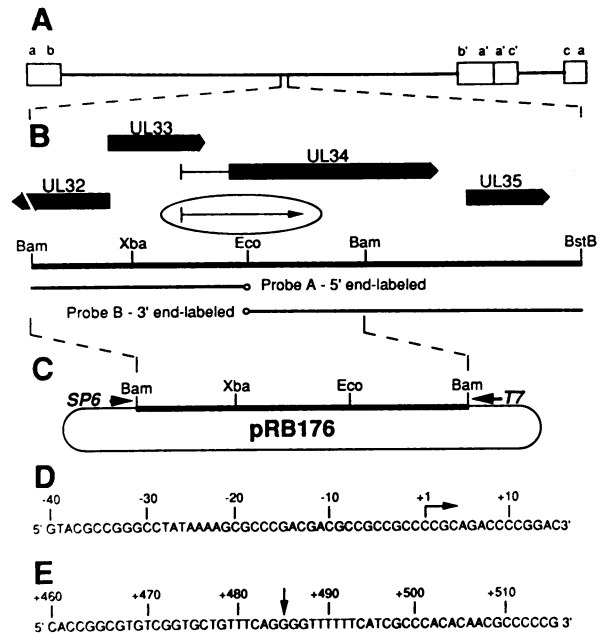 A
a b b' a' a' c' c a
B
UL33
UL34
UL32
UL35
Bam Xba Eco Bam BstB
Probe A - 5' end-labeled
Probe B - 3' end-labeled
C
SP6 Bam Xba Eco Bam T7
pRB176
D
-40 -30 -20 -10 +1 +10
5' GTACGCCGGGCCTATAAAAGCGCCCGACGACGCCGCCGCCCCGCAGACCCCGGAC3'
E
+460 +470 +480 +490 +500 +510
5' CACCGGCGTGTCGGTGCTGTTTCAGGGGTTTTTTCATCGCCCACACAACGCCCCCG 3'